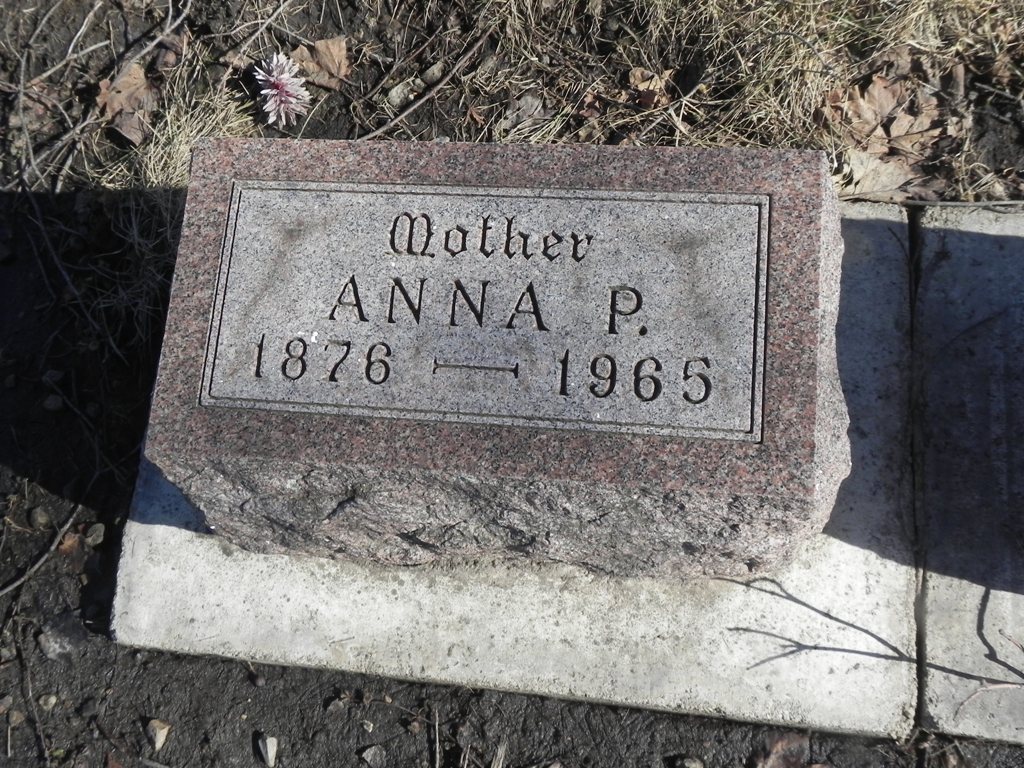 Mother
ANNA P.
1876 — 1965